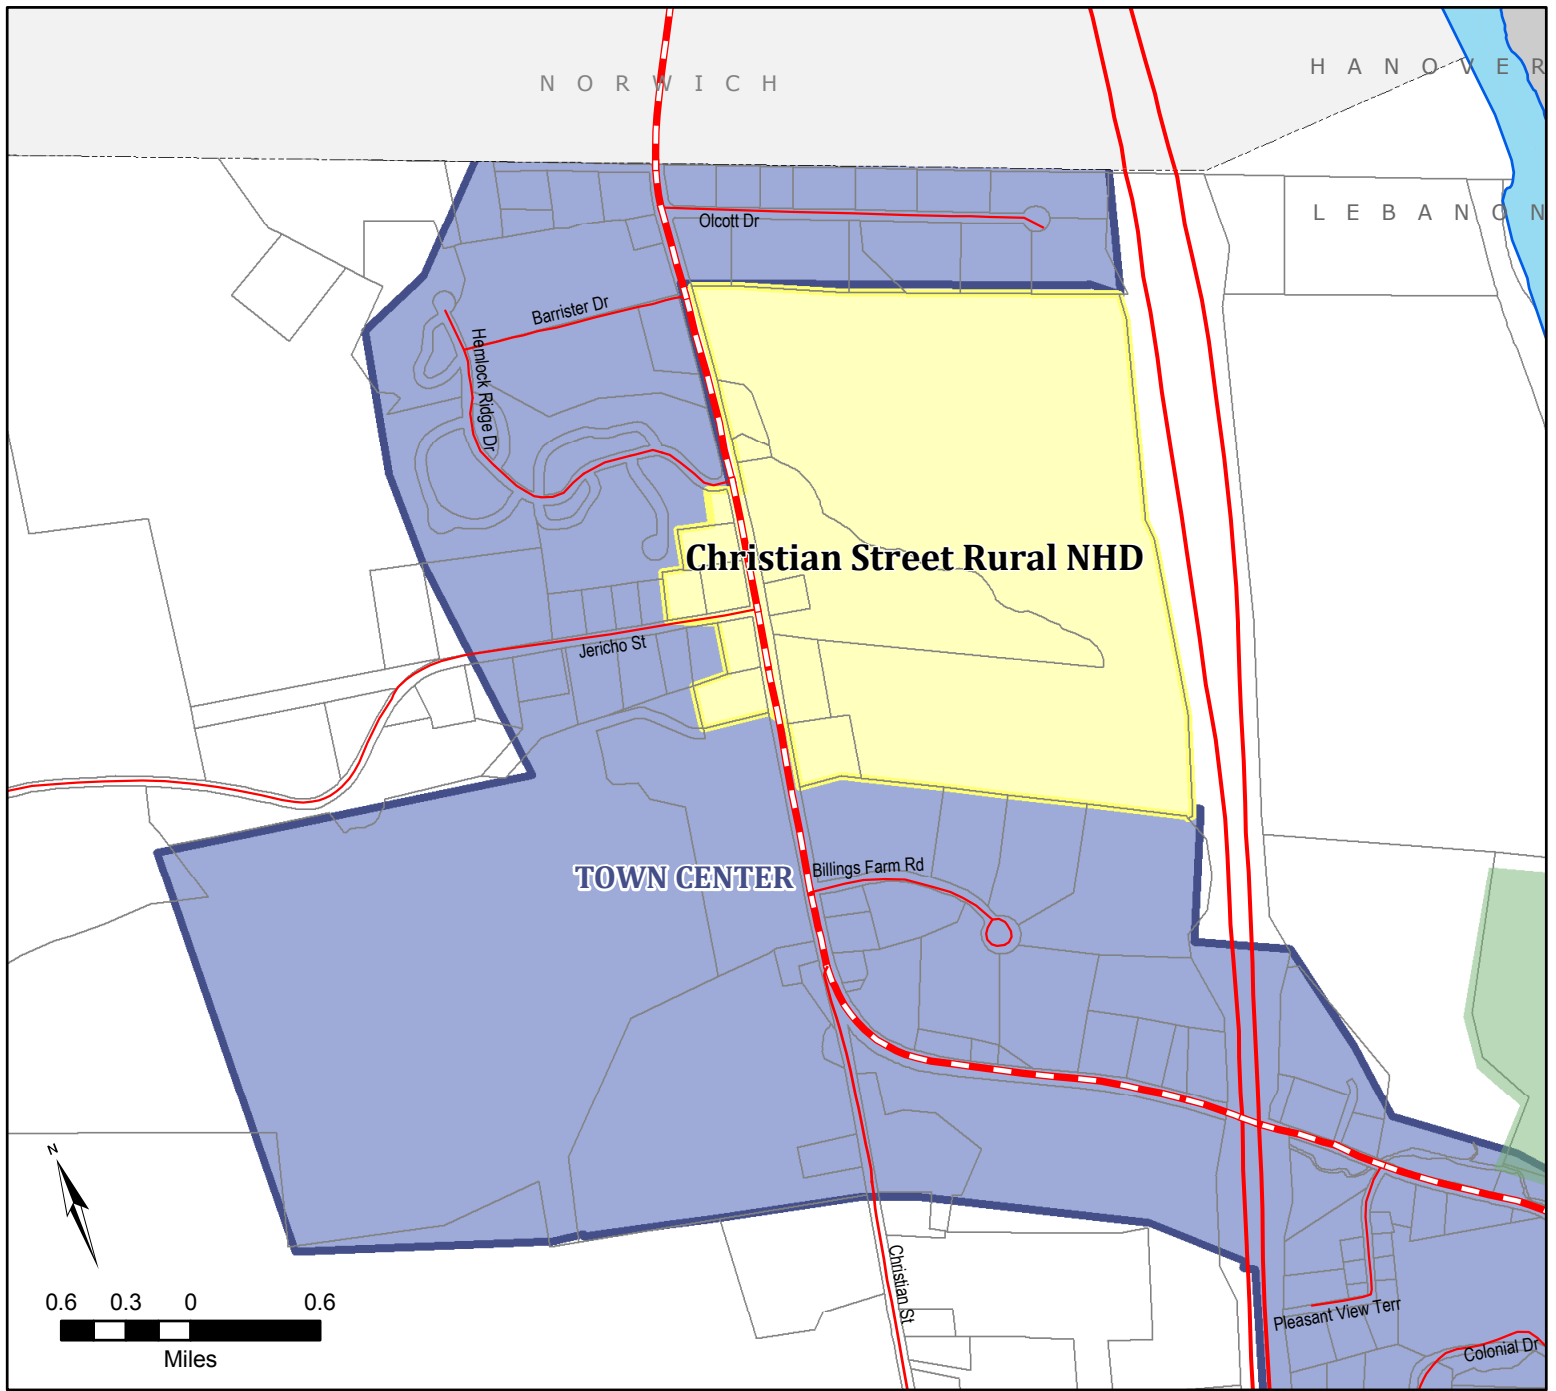 NORWICH
HANOVER
LEBANON
Olcott Dr
Barrister Dr
Hemlock Ridge Dr
Christian Street Rural NHD
Jericho St
TOWN CENTER
Billings Farm Rd
N
Christian St
Pleasant View Terr
Colonial Dr
0.6 0.3 0 0.6
Miles